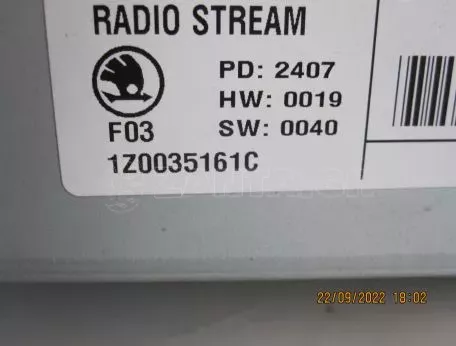 RADIO STREAM
PD: 2407
HW: 0019
F03 SW: 0040
1Z0035161C
22/09/2022 18:02